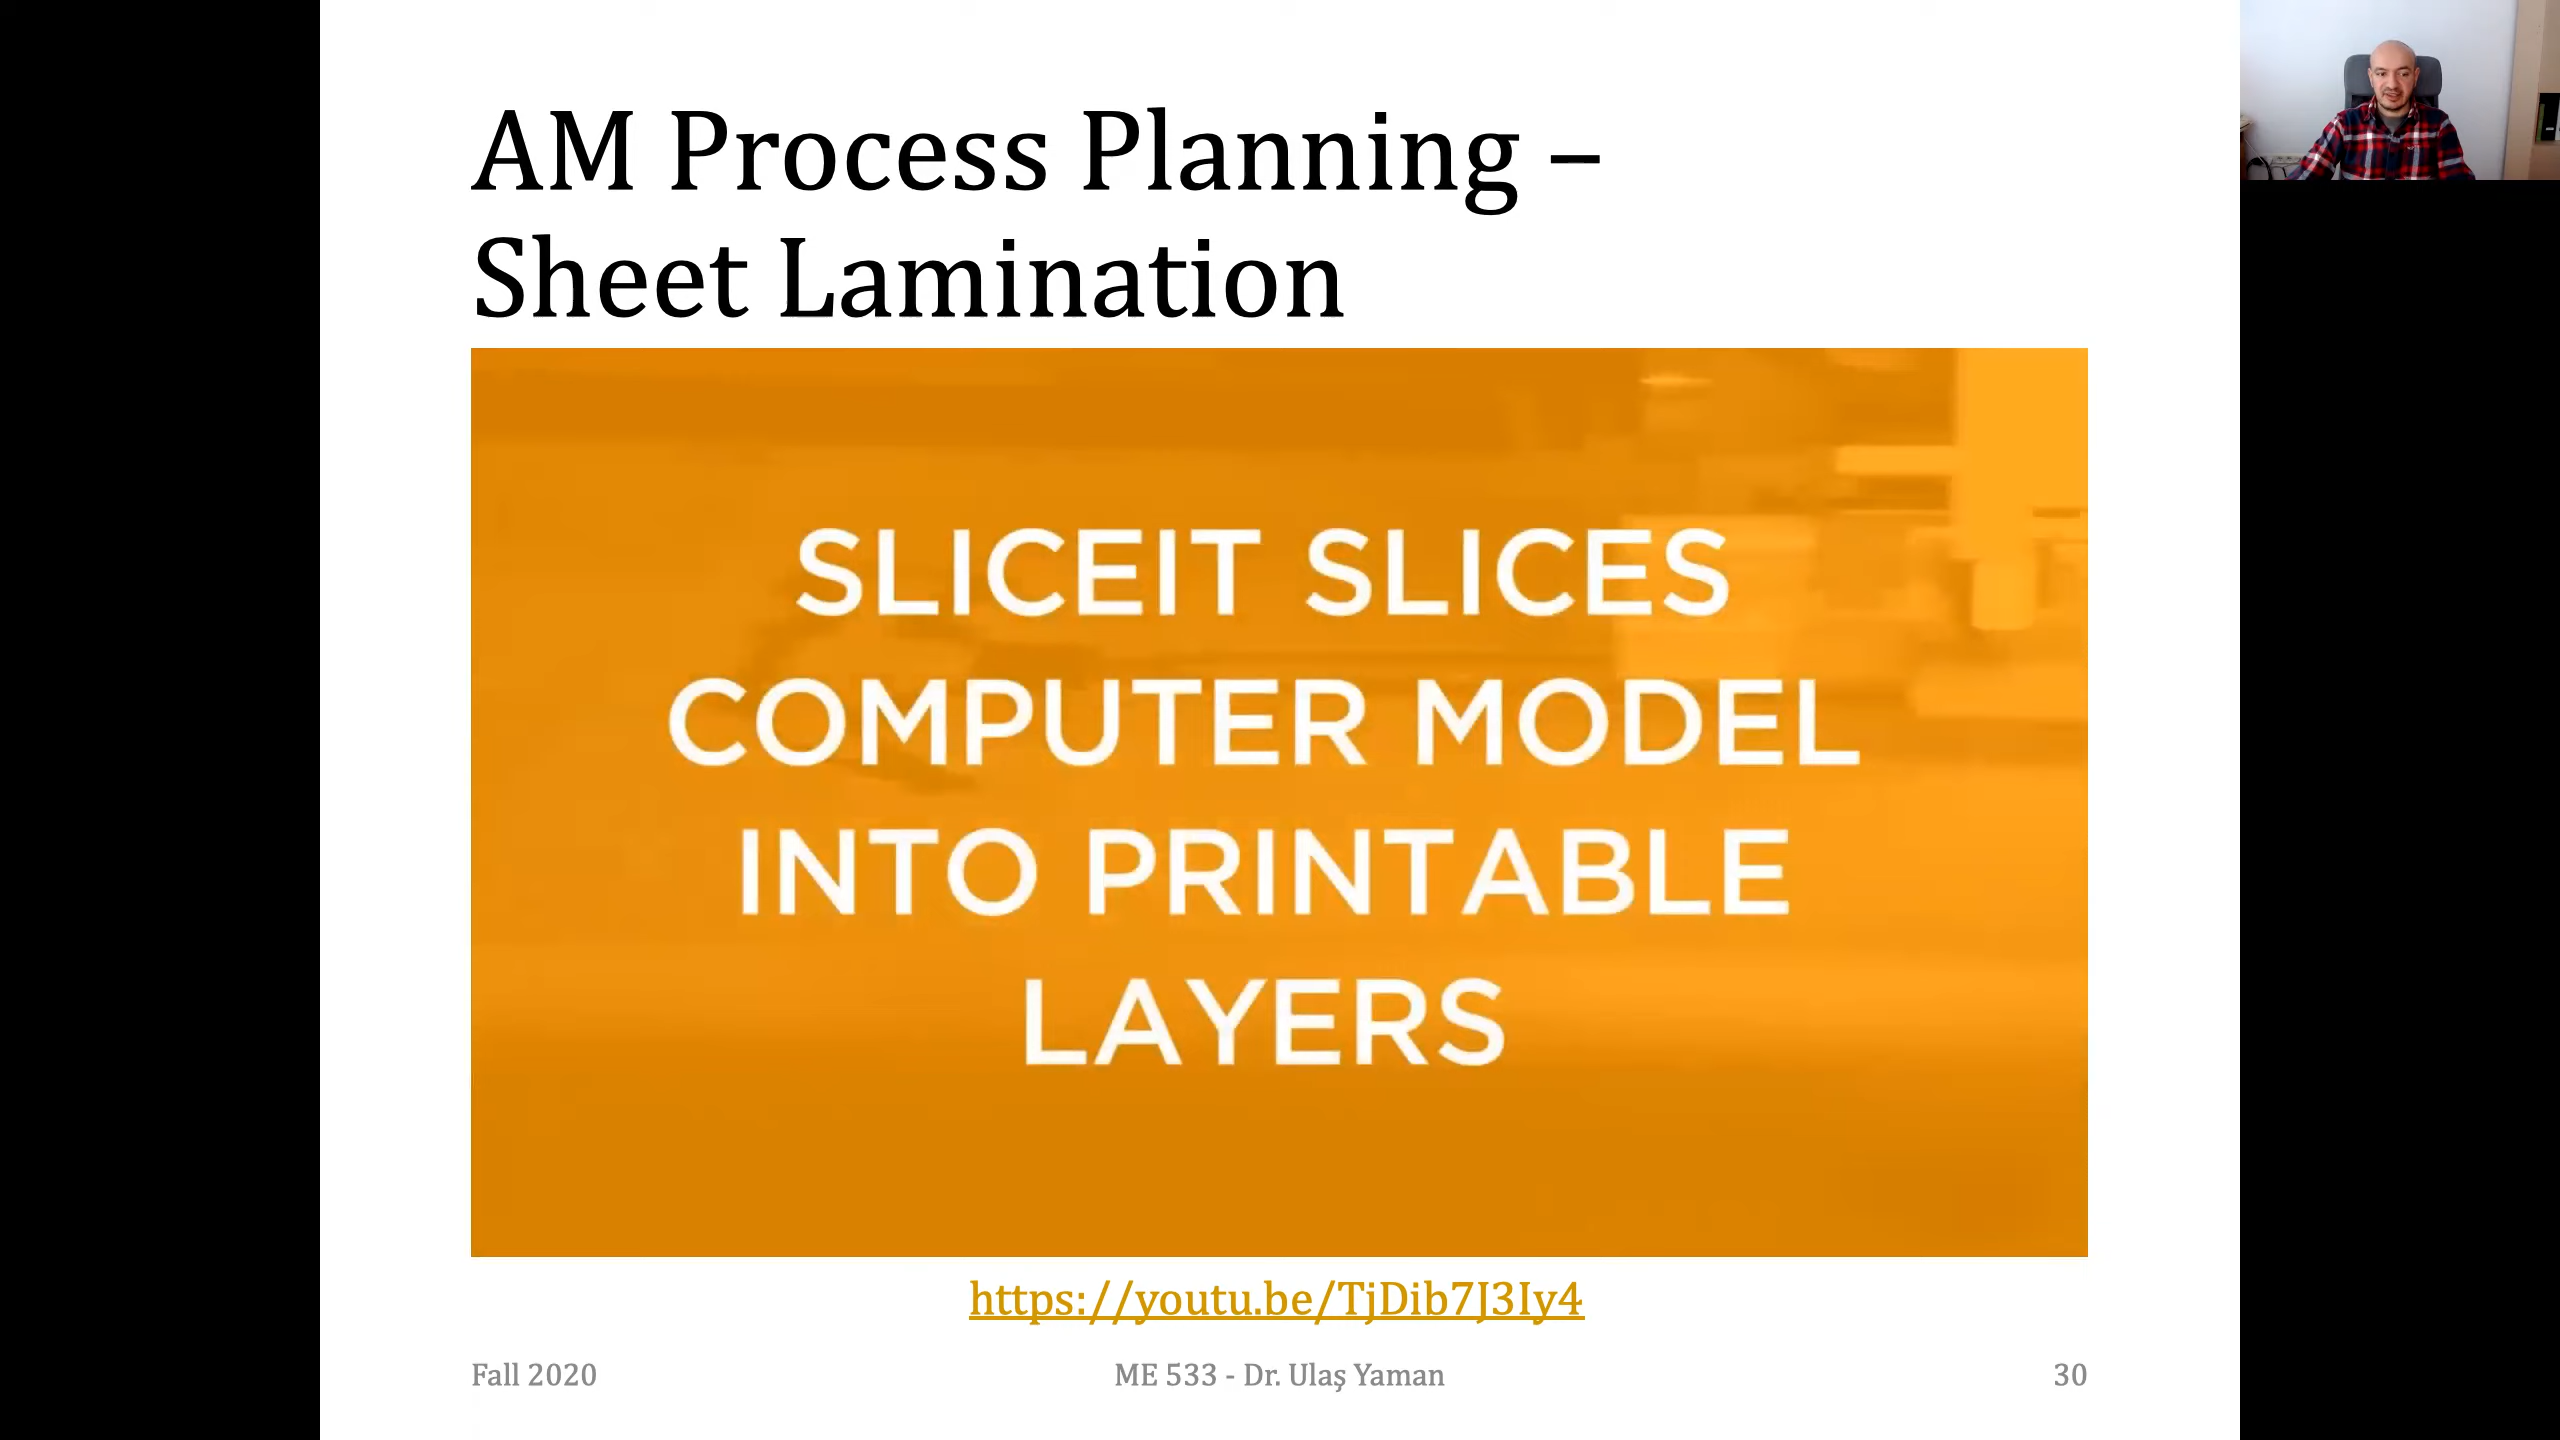 AM Process Planning –
Sheet Lamination
SLICEIT SLICES
COMPUTER MODEL
INTO PRINTABLE
LAYERS
https://youtu.be/TjDib7J3Iy4
Fall 2020
ME 533 - Dr. Ulaş Yaman
30